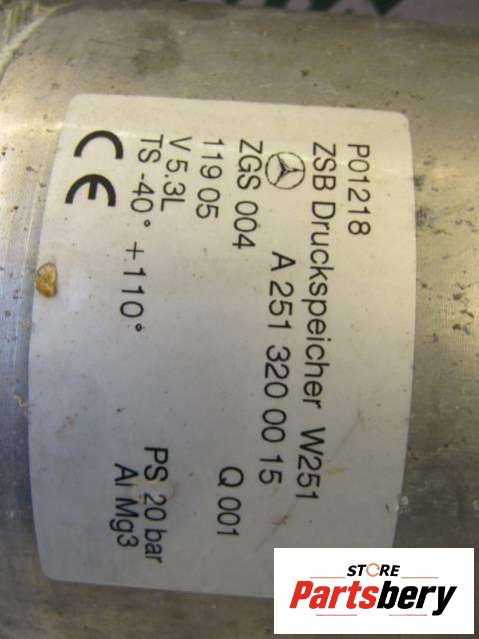 P01218
ZSB Druckspeicher W251
A 251 320 00 15
ZGS 004 Q 001
119 05
V 5.3L
TS -40° +110° PS 20 bar
CE Al Mg3
STORE
Partsbery